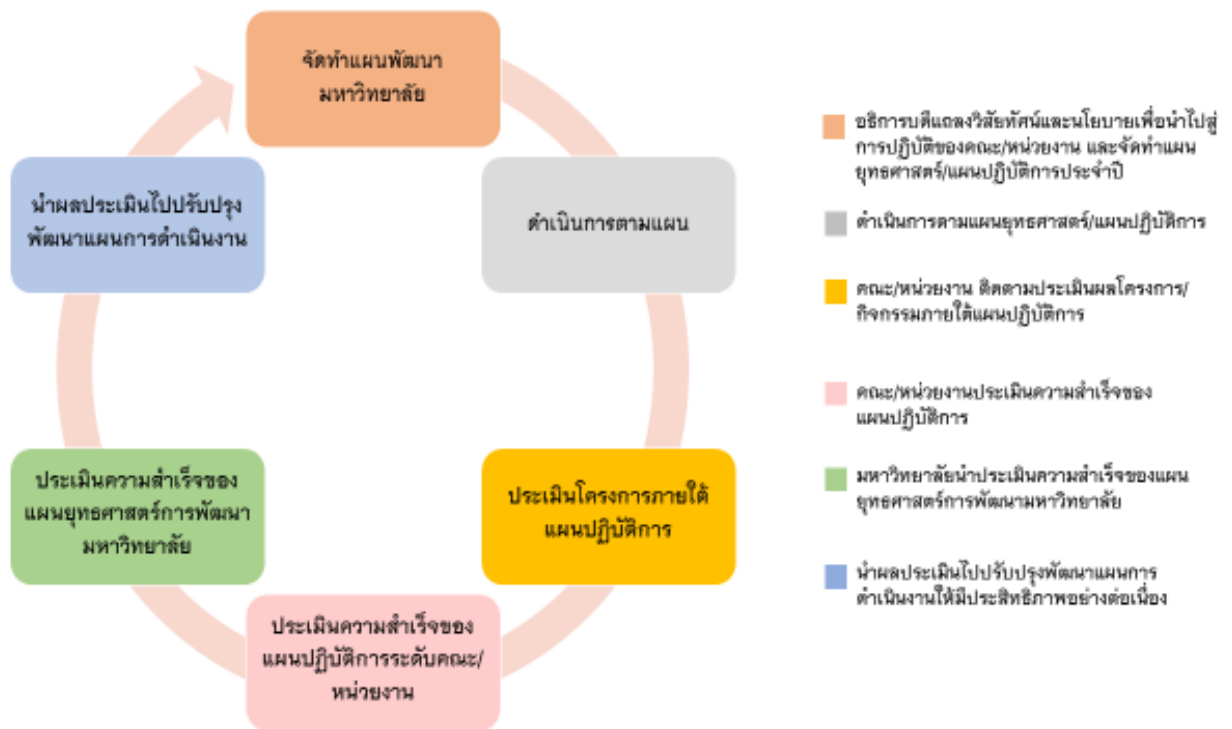 จัดทำแผนพัฒนา
มหาวิทยาลัย
ดำเนินการตามแผน
ประเมินโครงการภายใต้
แผนปฏิบัติการ
ประเมินความสำเร็จของ
แผนปฏิบัติการระดับคณะ/
หน่วยงาน
ประเมินความสำเร็จของ
แผนยุทธศาสตร์การพัฒนา
มหาวิทยาลัย
นำผลประเมินไปปรับปรุง
พัฒนาแผนการดำเนินงาน
อธิการบดีแถลงวิสัยทัศน์และนโยบายเพื่อนำไปสู่
การปฏิบัติของคณะ/หน่วยงาน และจัดทำแผน
ยุทธศาสตร์/แผนปฏิบัติการประจำปี
ดำเนินการตามแผนยุทธศาสตร์/แผนปฏิบัติการ
คณะ/หน่วยงาน ติดตามประเมินผลโครงการ/
กิจกรรมภายใต้แผนปฏิบัติการ
คณะ/หน่วยงานประเมินความสำเร็จของ
แผนปฏิบัติการ
มหาวิทยาลัยนำประเมินความสำเร็จของแผน
ยุทธศาสตร์การพัฒนามหาวิทยาลัย
นำผลประเมินไปปรับปรุงพัฒนาแผนการ
ดำเนินงานให้มีประสิทธิภาพอย่างต่อเนื่อง